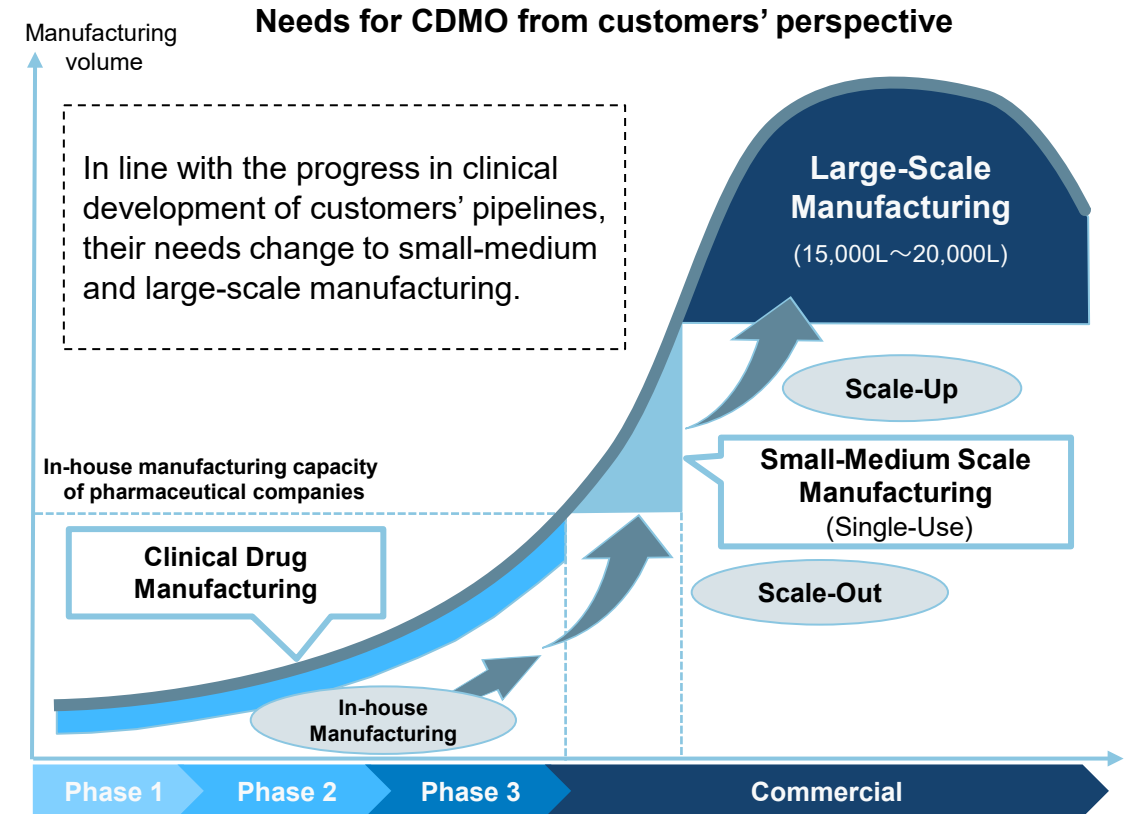 Needs for CDMO from customers’ perspective
Manufacturing
volume
In line with the progress in clinical
development of customers’ pipelines,
their needs change to small-medium
and large-scale manufacturing.
Large-Scale
Manufacturing
(15,000L～20,000L)
Scale-Up
In-house manufacturing capacity
of pharmaceutical companies
Small-Medium Scale
Manufacturing
(Single-Use)
Clinical Drug
Manufacturing
Scale-Out
In-house
Manufacturing
Phase 1
Phase 2
Phase 3
Commercial